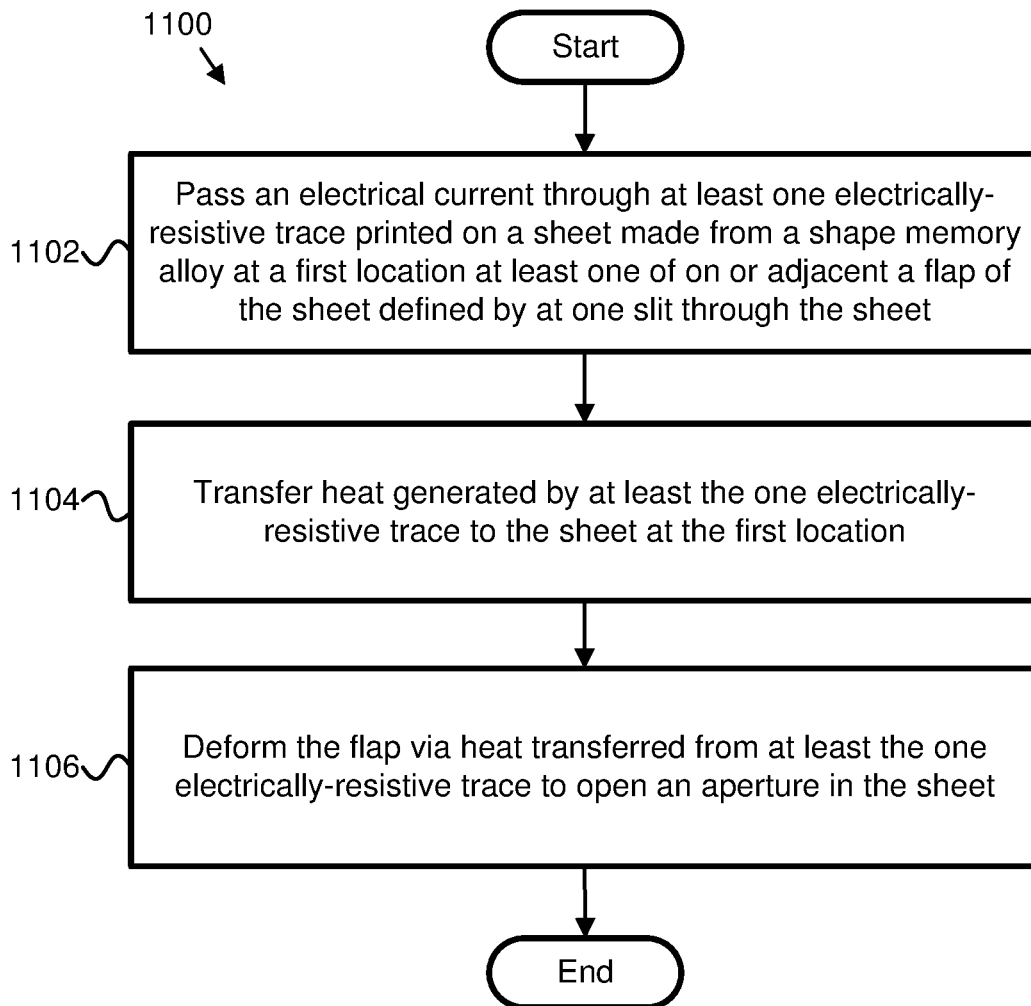 1100
Start
Pass an electrical current through at least one electrically-
resistive trace printed on a sheet made from a shape memory
1102
alloy at a first location at least one of on or adjacent a flap of
the sheet defined by at one slit through the sheet
1104
Transfer heat generated by at least the one electrically-
resistive trace to the sheet at the first location
1106
Deform the flap via heat transferred from at least the one
electrically-resistive trace to open an aperture in the sheet
End